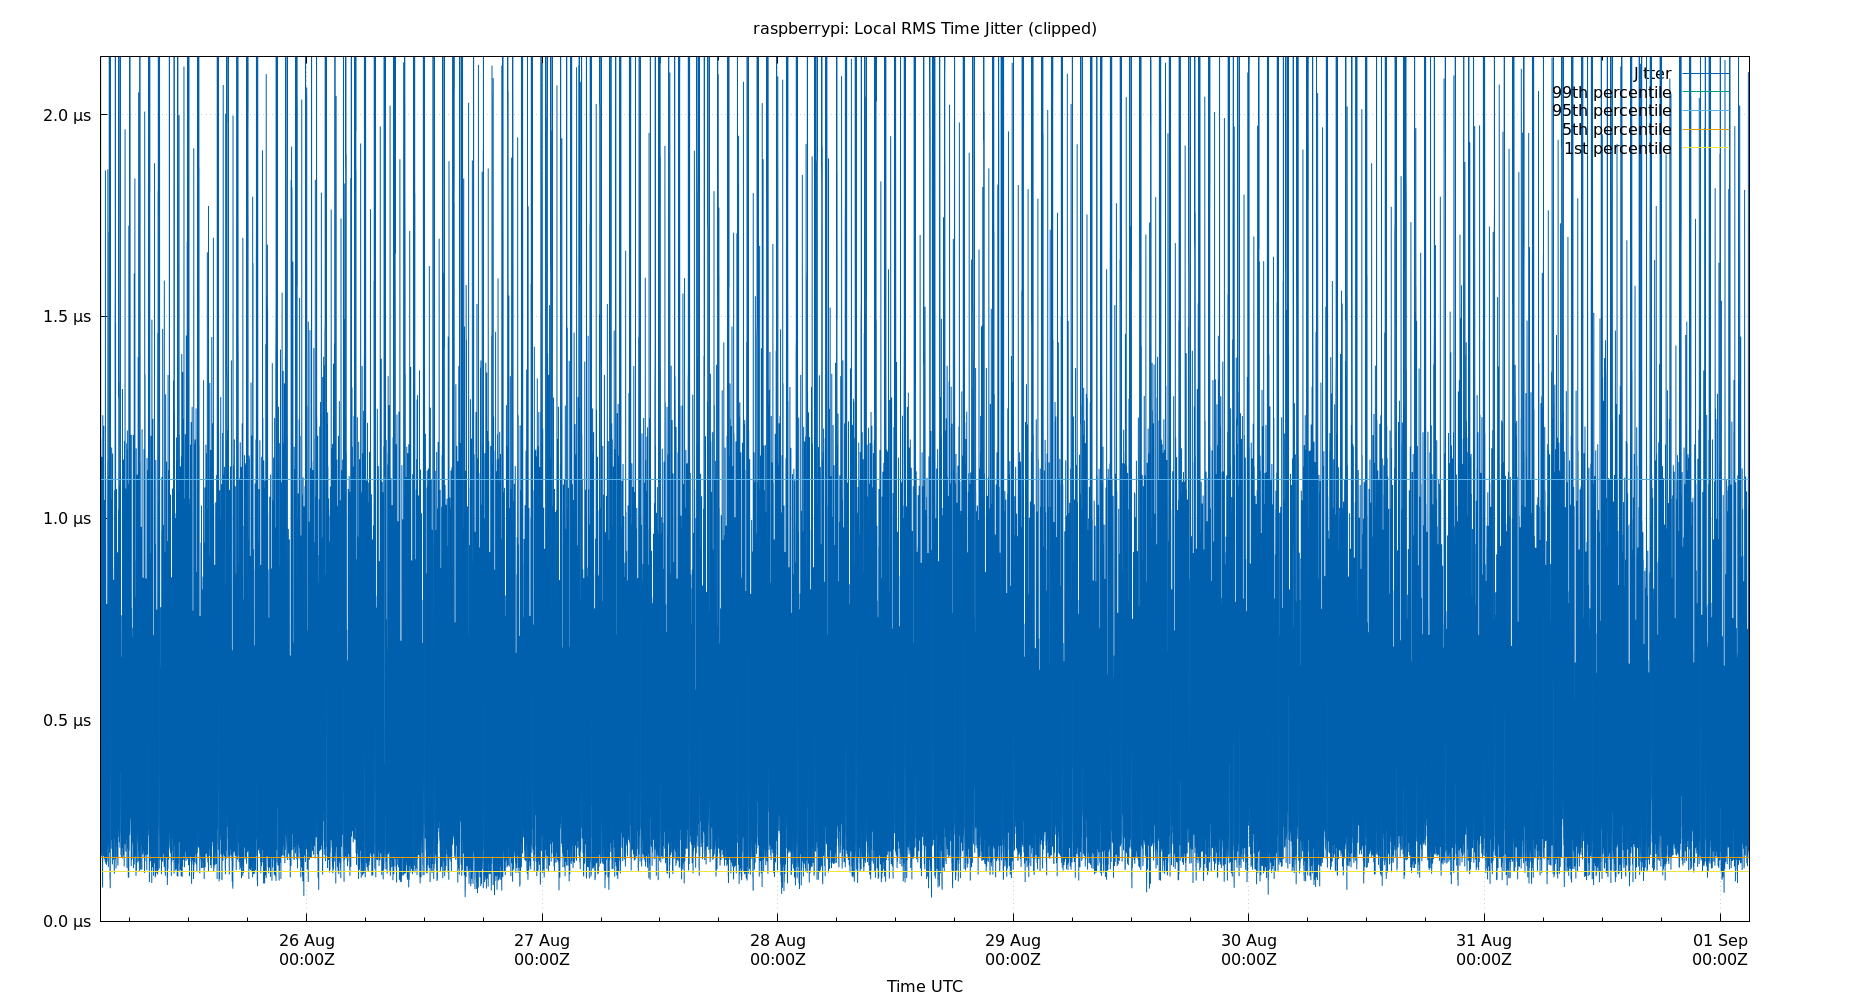 raspberrypi: Local RMS Time Jitter (clipped)
Jitter
99th percentile
95th percentile
5th percentile
1st percentile
2.0 µs
1.5 µs
1.0 µs
0.5 µs
0.0 µs
26 Aug 27 Aug 28 Aug 29 Aug 30 Aug 31 Aug 01 Sep
00:00Z 00:00Z 00:00Z 00:00Z 00:00Z 00:00Z 00:00Z
Time UTC